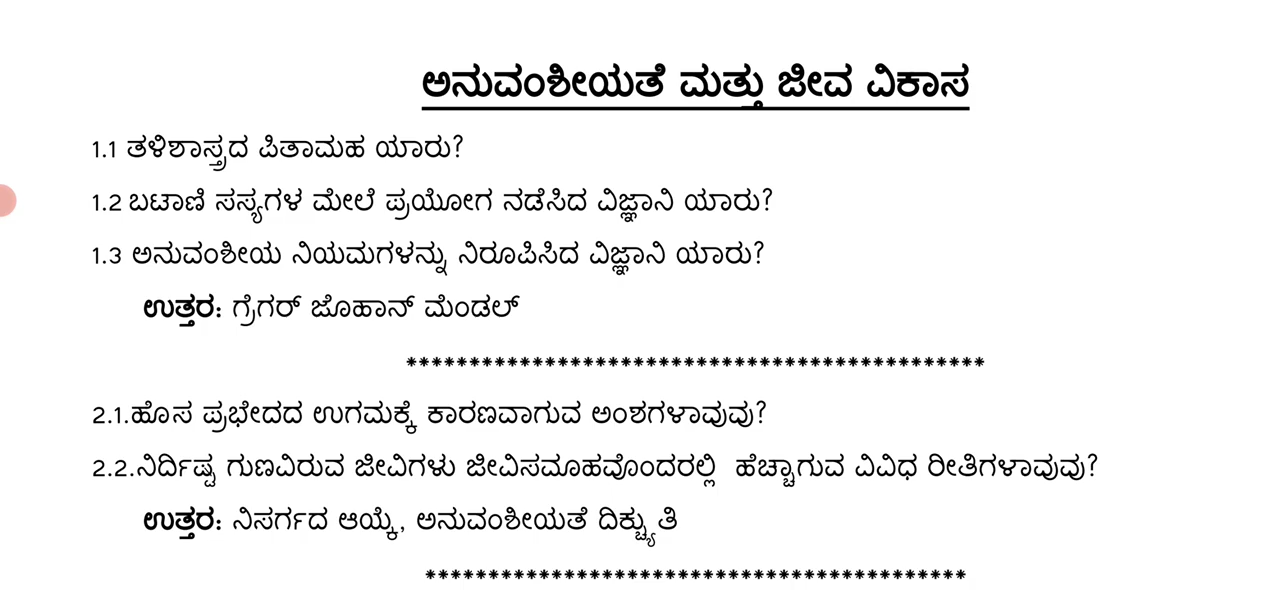 ಅನುವಂಶೀಯತೆ ಮತ್ತು ಜೀವ ವಿಕಾಸ
1.1 ತಳಿಶಾಸ್ತ್ರದ ಪಿತಾಮಹ ಯಾರು?
1.2 ಬಟಾಣಿ ಸಸ್ಯಗಳ ಮೇಲೆ ಪ್ರಯೋಗ ನಡೆಸಿದ ವಿಜ್ಞಾನಿ ಯಾರು?
1.3 ಅನುವಂಶೀಯ ನಿಯಮಗಳನ್ನು ನಿರೂಪಿಸಿದ ವಿಜ್ಞಾನಿ ಯಾರು?
ಉತ್ತರ: ಗ್ರೆಗರ್ ಜೊಹಾನ್ ಮೆಂಡಲ್
**********************************************
2.1.ಹೊಸ ಪ್ರಭೇದದ ಉಗಮಕ್ಕೆ ಕಾರಣವಾಗುವ ಅಂಶಗಳಾವುವು?
2.2.ನಿರ್ದಿಷ್ಟ ಗುಣವಿರುವ ಜೀವಿಗಳು ಜೀವಿಸಮೂಹವೊಂದರಲ್ಲಿ ಹೆಚ್ಚಾಗುವ ವಿವಿಧ ರೀತಿಗಳಾವುವು?
ಉತ್ತರ: ನಿಸರ್ಗದ ಆಯ್ಕೆ, ಅನುವಂಶೀಯತೆ ದಿಕ್ಚ್ಯುತಿ
*******************************************